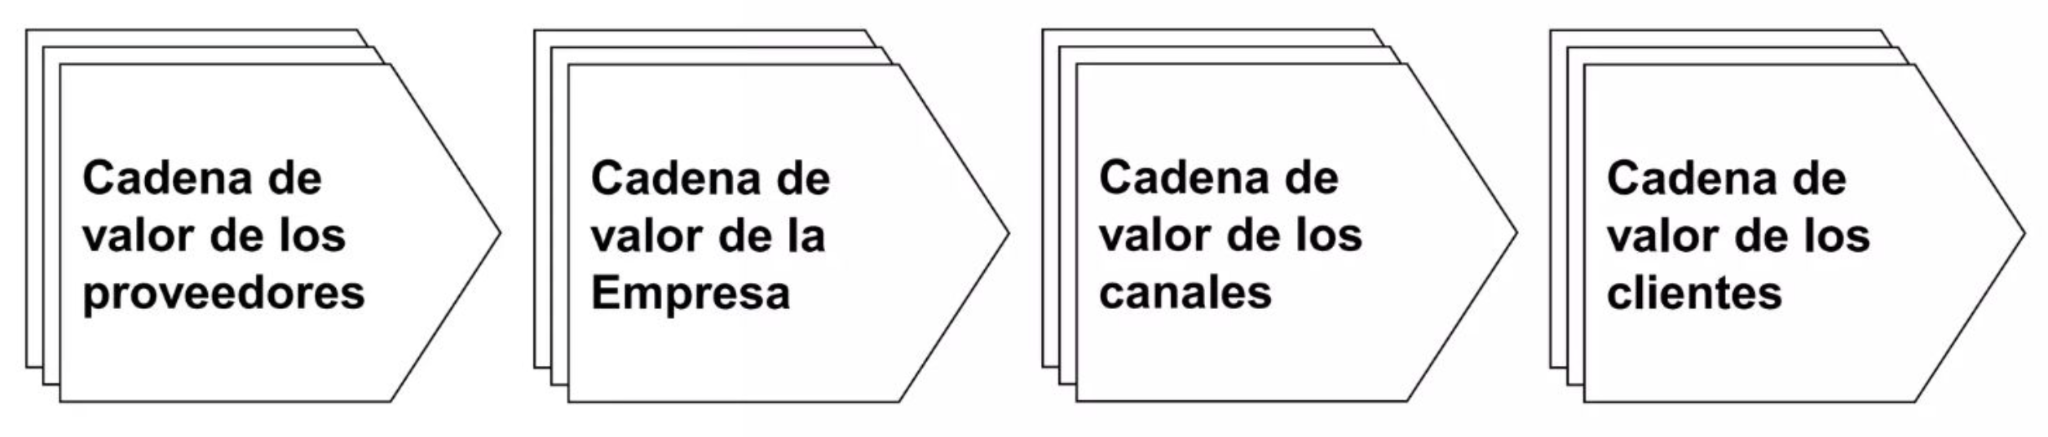 Cadena de
valor de los
proveedores
Cadena de
valor de la
Empresa
Cadena de
valor de los
canales
Cadena de
valor de los
clientes